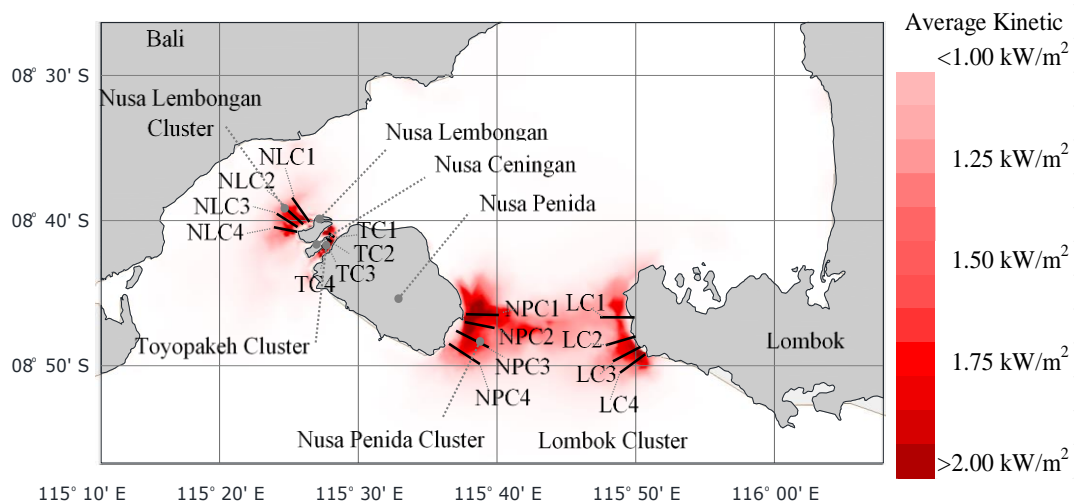 Average Kinetic
<1.00 kW/m²
1.25 kW/m²
1.50 kW/m²
1.75 kW/m²
>2.00 kW/m²
Bali
08° 30' S
Nusa Lembongan
Cluster
Nusa Lembongan
NLC1
Nusa Ceningan
NLC2
NLC3
Nusa Penida
08° 40' S
NLC4
TC1
TC2
TC3
TC4
NPC1
LC1
NPC2
LC2
Toyopakeh Cluster
Lombok
08° 50' S
NPC3
LC3
NPC4
LC4
Nusa Penida Cluster
Lombok Cluster
115° 10' E
115° 20' E
115° 30' E
115° 40' E
115° 50' E
116° 00' E